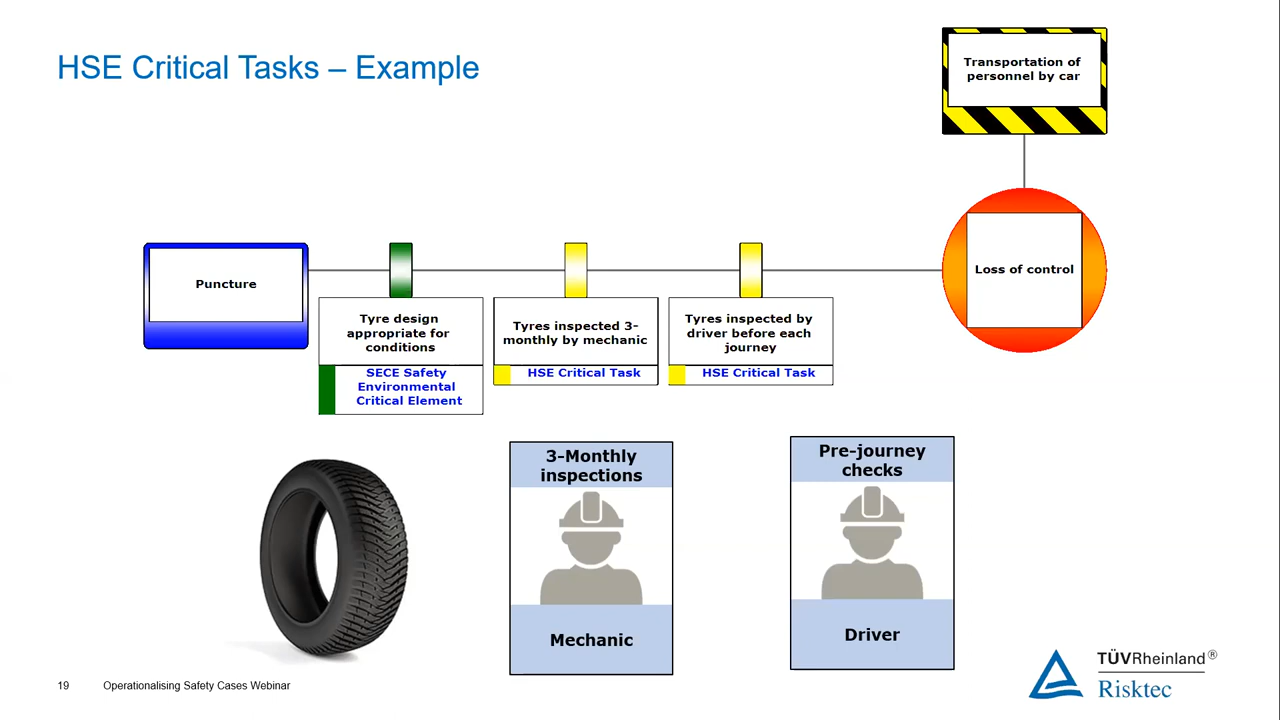 HSE Critical Tasks – Example
Transportation of
personnel by car
Puncture
Loss of control
Tyre design
appropriate for
conditions
SECE Safety
Environmental
Critical Element
Tyres inspected 3-
monthly by mechanic
HSE Critical Task
Tyres inspected by
driver before each
journey
HSE Critical Task
3-Monthly
inspections
Mechanic
Pre-journey
checks
Driver
19
Operationalising Safety Cases Webinar
TÜVRheinland®
Risktec